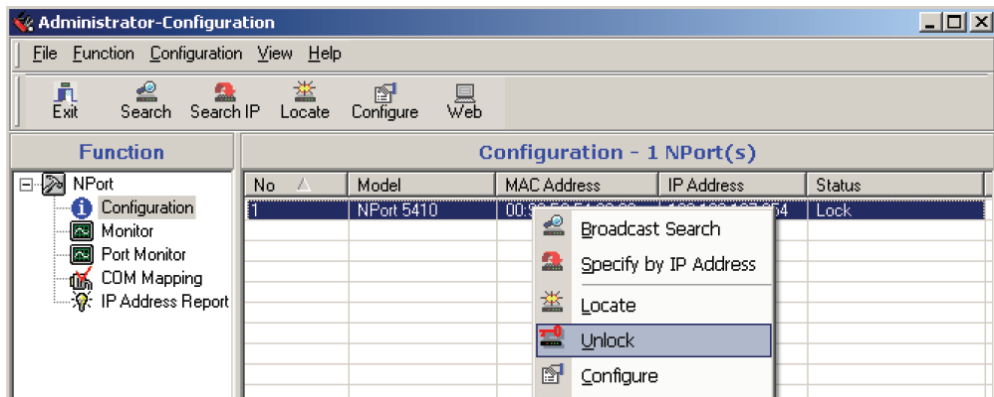 Administrator-Configuration
File Function Configuration View Help
Exit Search Search IP Locate Configure Web
Function
Configuration - 1 NPort(s)
NPort
Configuration
Monitor
Port Monitor
COM Mapping
IP Address Report
No Model MAC Address IP Address Status
1 NPort 5410 Lock
Broadcast Search
Specify by IP Address
Locate
Unlock
Configure